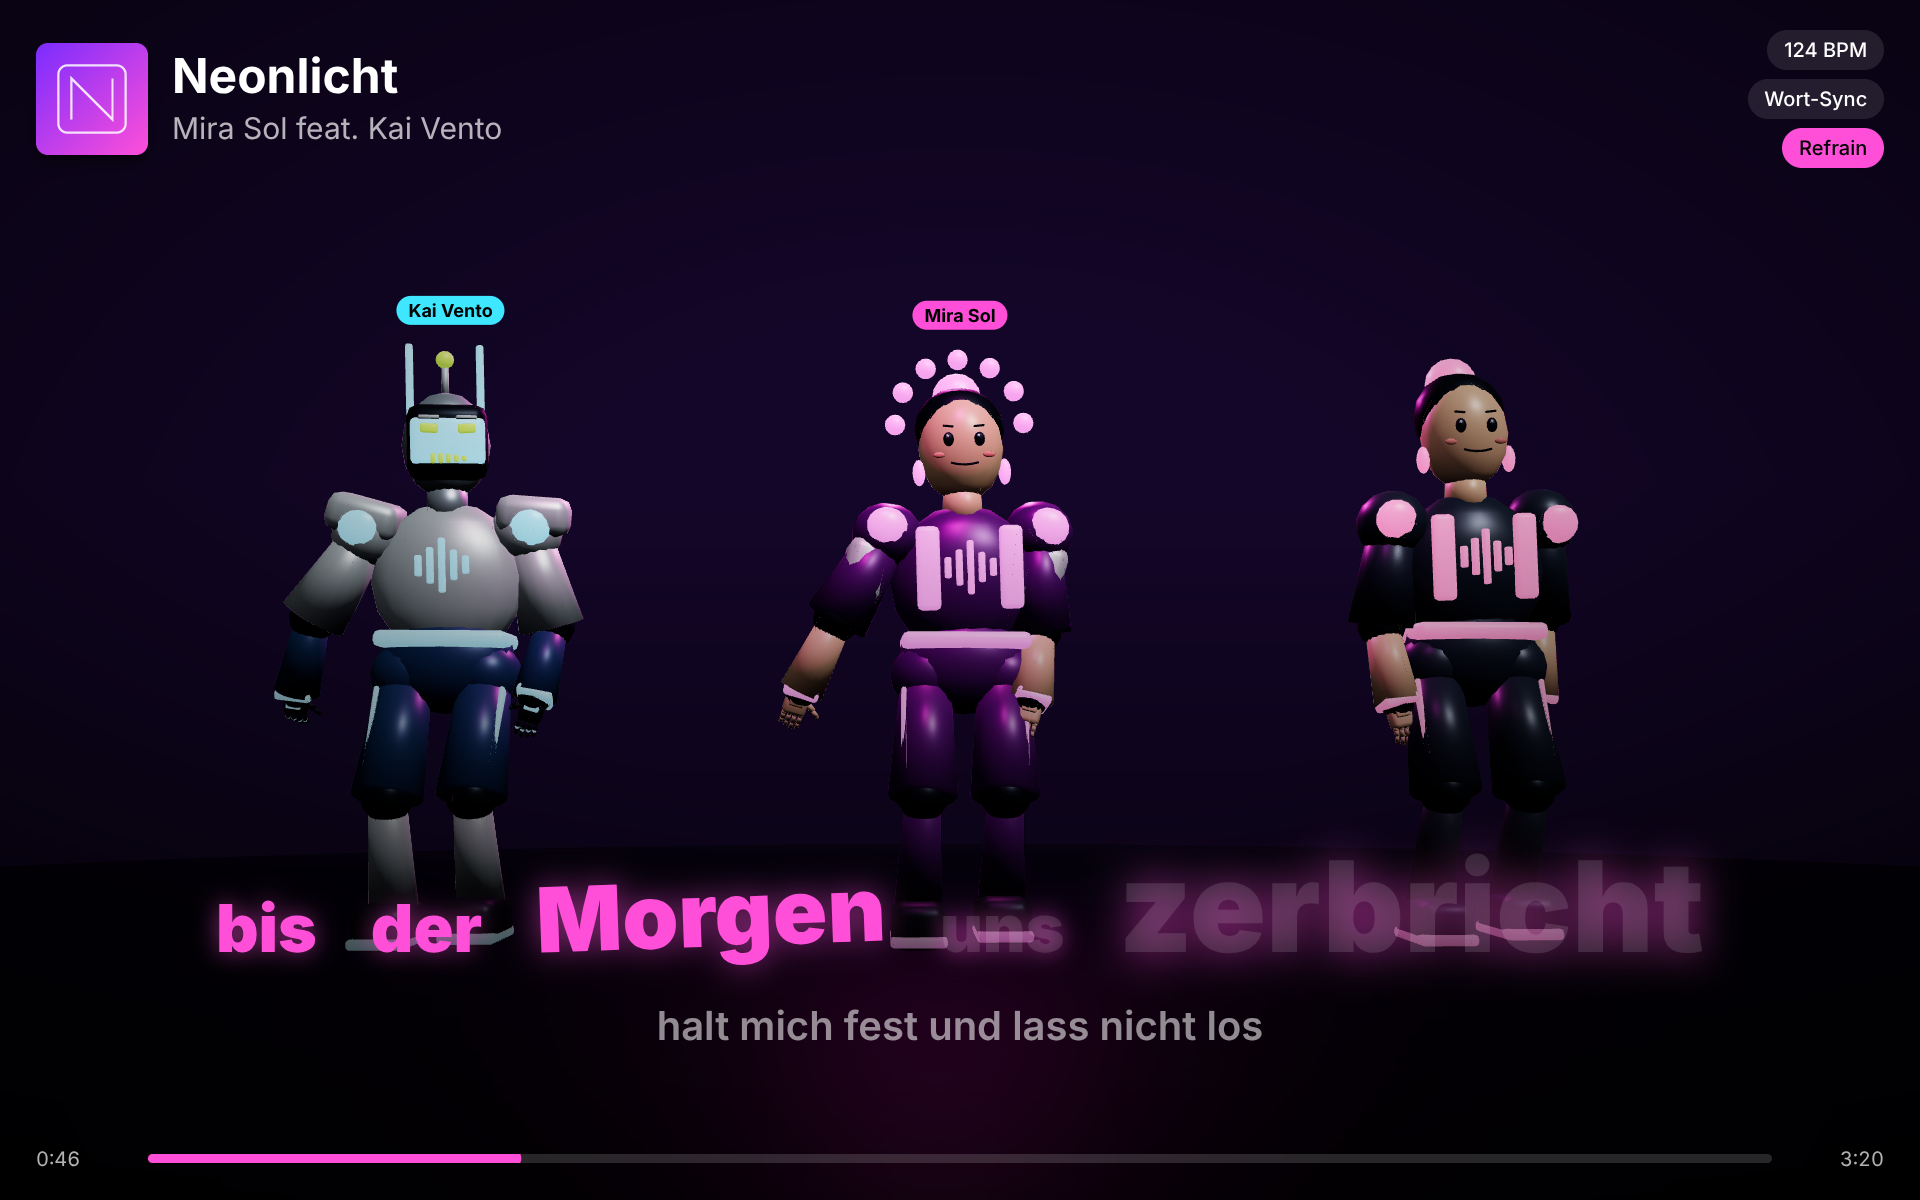 Neonlicht
Mira Sol feat. Kai Vento
124 BPM
Wort-Sync
Refrain
Kai Vento
Mira Sol
bis der Morgen uns zerbricht
halt mich fest und lass nicht los
0:46
3:20